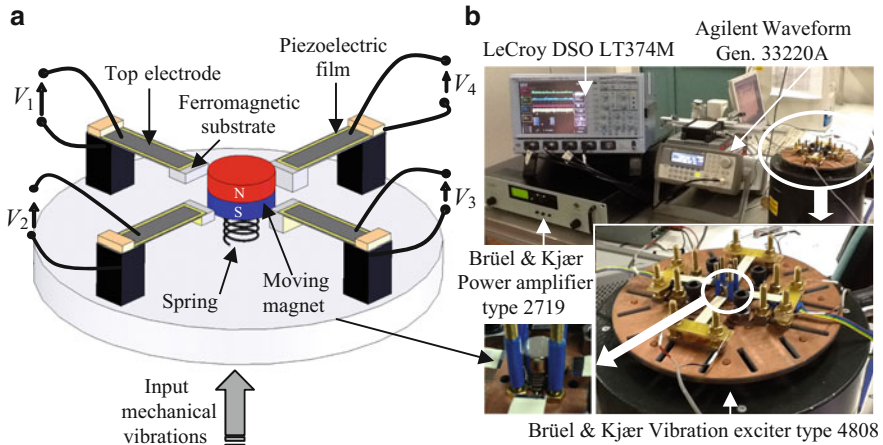 a
Top electrode
Piezoelectric
film
Ferromagnetic
substrate
V1
V4
V2
V3
N
S
Spring
Moving
magnet
Input
mechanical
vibrations
b
LeCroy DSO LT374M
Agilent Waveform
Gen. 33220A
Brüel & Kjær
Power amplifier
type 2719
Brüel & Kjær Vibration exciter type 4808